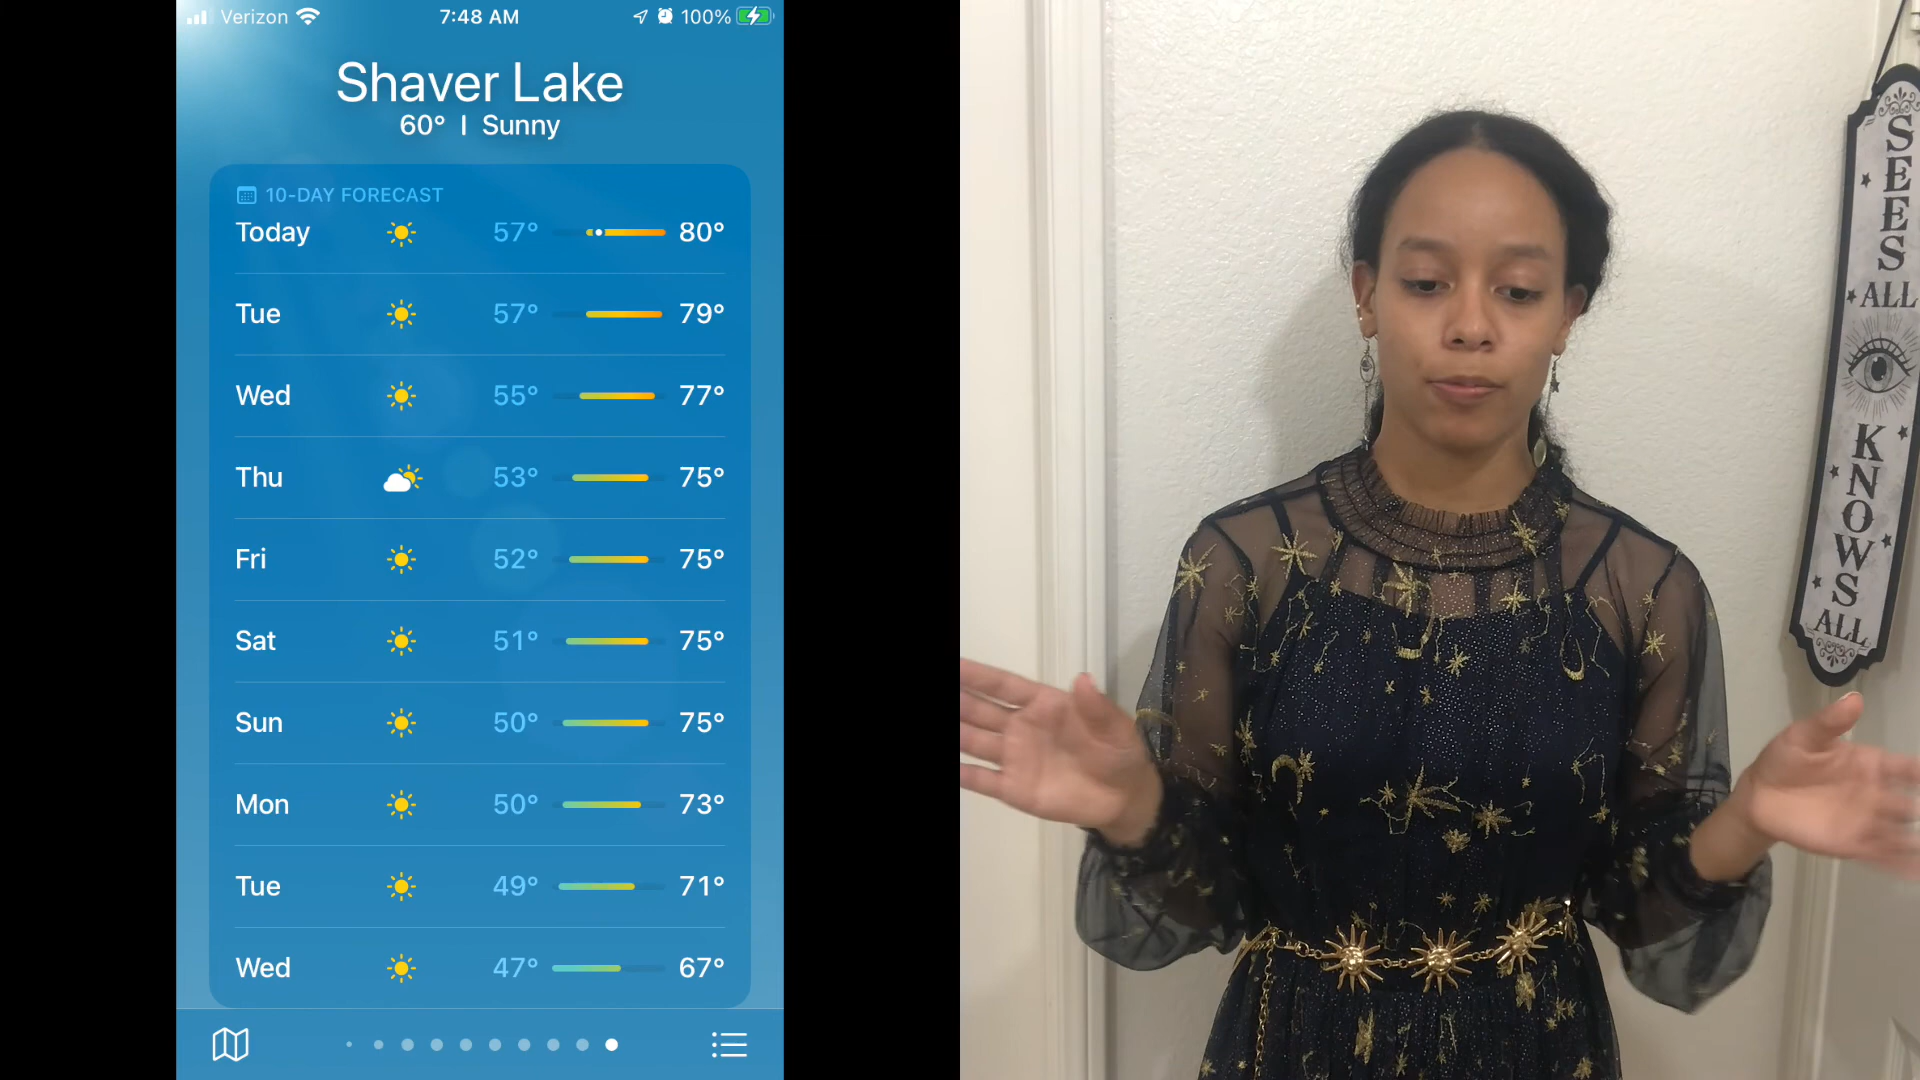 Verizon 7:48 AM 100%
Shaver Lake
60° | Sunny
10-DAY FORECAST
Today 57° 80°
Tue 57° 79°
Wed 55° 77°
Thu 53° 75°
Fri 52° 75°
Sat 51° 75°
Sun 50° 75°
Mon 50° 73°
Tue 49° 71°
Wed 47° 67°
SEES
ALL
KNOWS
ALL